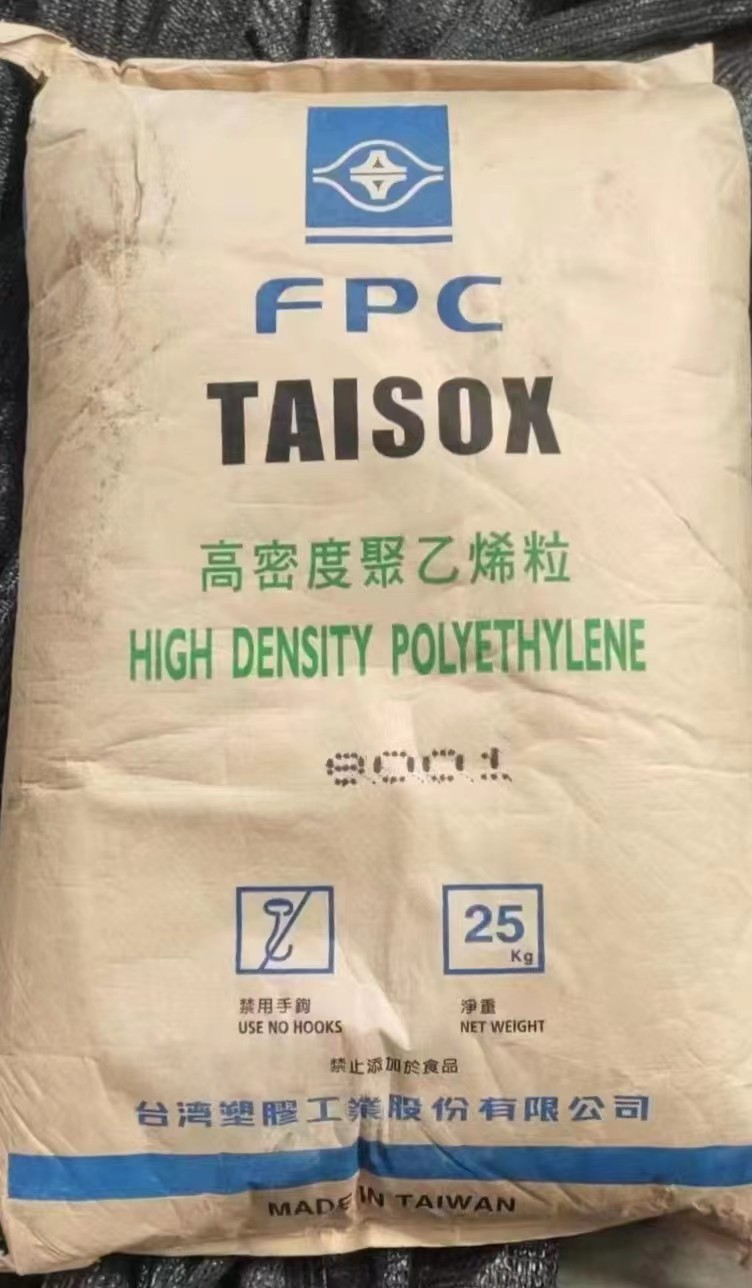 FPC
TAISOX
高密度聚乙烯粒
HIGH DENSITY POLYETHYLENE
8001
25
Kg
禁用手鉤
USE NO HOOKS
淨重
NET WEIGHT
禁止添加於食品
台湾塑膠工業股份有限公司
MADE IN TAIWAN